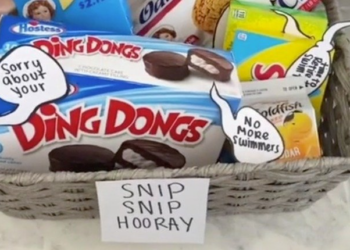 Hostess
DING DONGS
Sorry
about
your
DING DONGS
Goldfish
NO
MORE
SWIMMERS
SNIP
SNIP
HOORAY